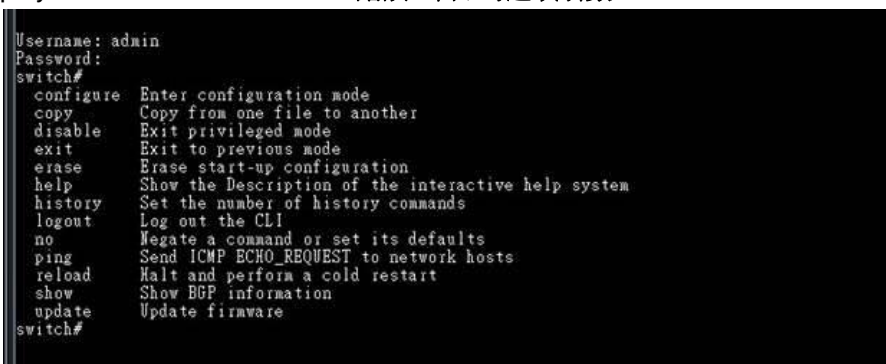 Username: admin
Password:
switch#
configure Enter configuration mode
copy Copy from one file to another
disable Exit privileged mode
exit Exit to previous mode
erase Erase start-up configuration
help Show the Description of the interactive help system
history Set the number of history commands
logout Log out the CLI
no Negate a command or set its defaults
ping Send ICMP ECHO_REQUEST to network hosts
reload Halt and perform a cold restart
show Show BGP information
update Update firmware
switch#